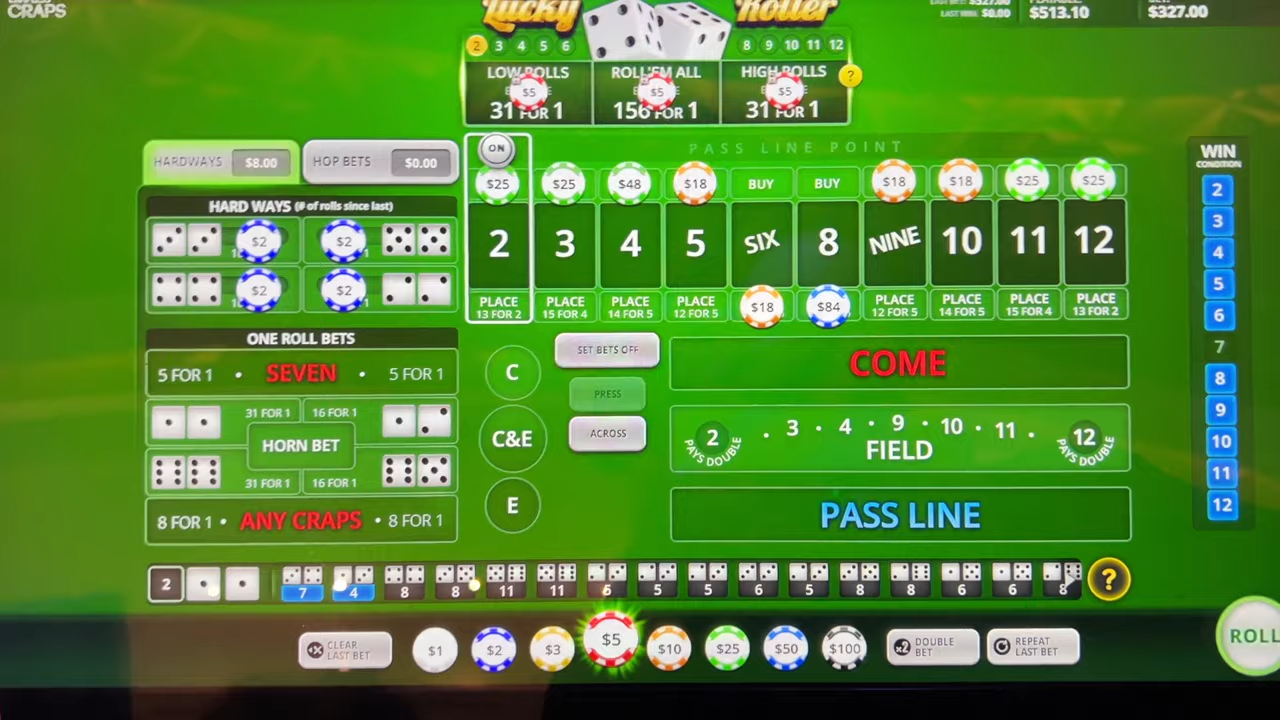 CRAPS
Lucky Roller
LAST BET: $327.00
LAST WIN: $0.00
$513.10
$327.00
2 3 4 5 6
8 9 10 11 12
LOW ROLLS
ROLL'EM ALL
HIGH ROLLS
?
$5
$5
$5
31 FOR 1
156 FOR 1
31 FOR 1
HARDWAYS $8.00
HOP BETS $0.00
ON
PASS LINE POINT
WIN
CONDITION
$25 $25 $48 $18 BUY BUY $18 $18 $25 $25
2 3 4 5 SIX 8 NINE 10 11 12
$18 $84
PLACE PLACE PLACE PLACE PLACE PLACE PLACE PLACE
13 FOR 2 15 FOR 4 14 FOR 5 12 FOR 5 12 FOR 5 14 FOR 5 15 FOR 4 13 FOR 2
2
3
4
5
6
7
8
9
10
11
12
HARD WAYS (# of rolls since last)
$2 $2
$2 $2
ONE ROLL BETS
5 FOR 1 • SEVEN • 5 FOR 1
31 FOR 1 16 FOR 1
HORN BET
31 FOR 1 16 FOR 1
8 FOR 1 • ANY CRAPS • 8 FOR 1
C
C&E
E
SET BETS OFF
PRESS
ACROSS
COME
2 • 3 • 4 • 9 • 10 • 11 • 12
PAYS DOUBLE
FIELD
PAYS DOUBLE
PASS LINE
2 7 4 8 8 11 11 6 5 5 6 5 8 8 6 6 8
?
CLEAR
LAST BET
$1 $2 $3 $5 $10 $25 $50 $100
x2 DOUBLE
BET
REPEAT
LAST BET
ROLL